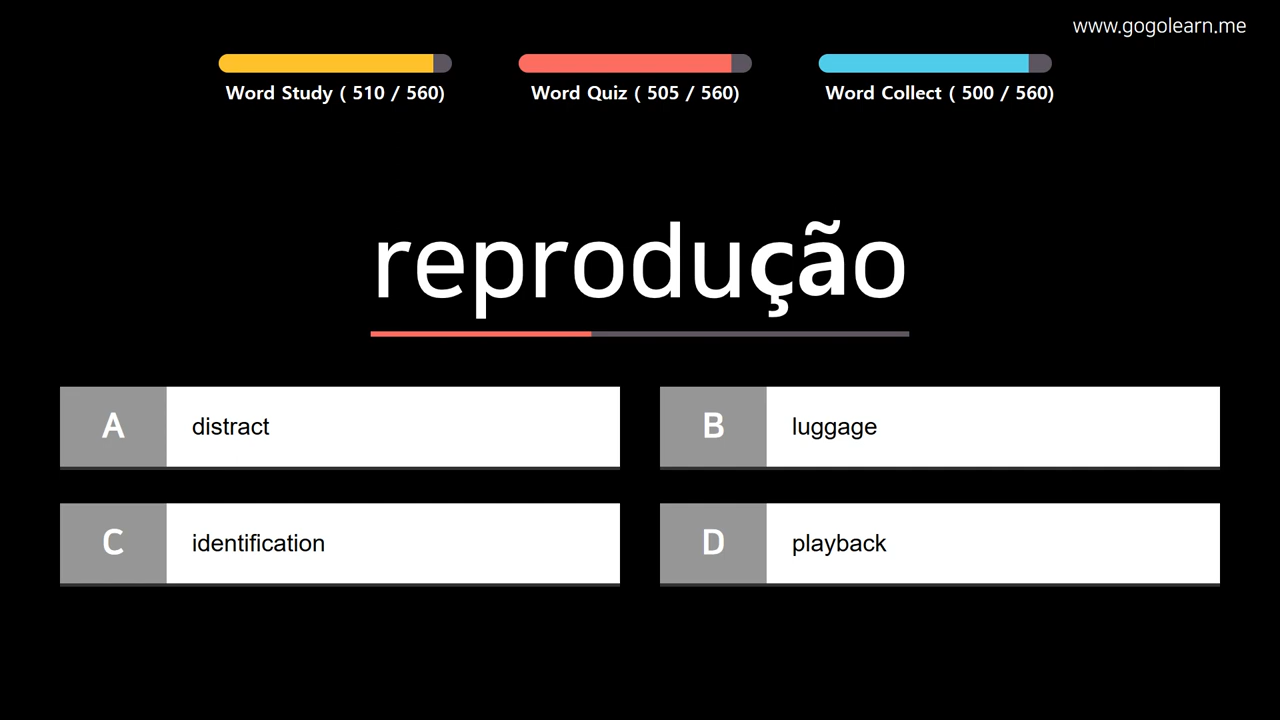 www.gogolearn.me
Word Study ( 510 / 560)
Word Quiz ( 505 / 560)
Word Collect ( 500 / 560)
reprodução
A distract
B luggage
C identification
D playback